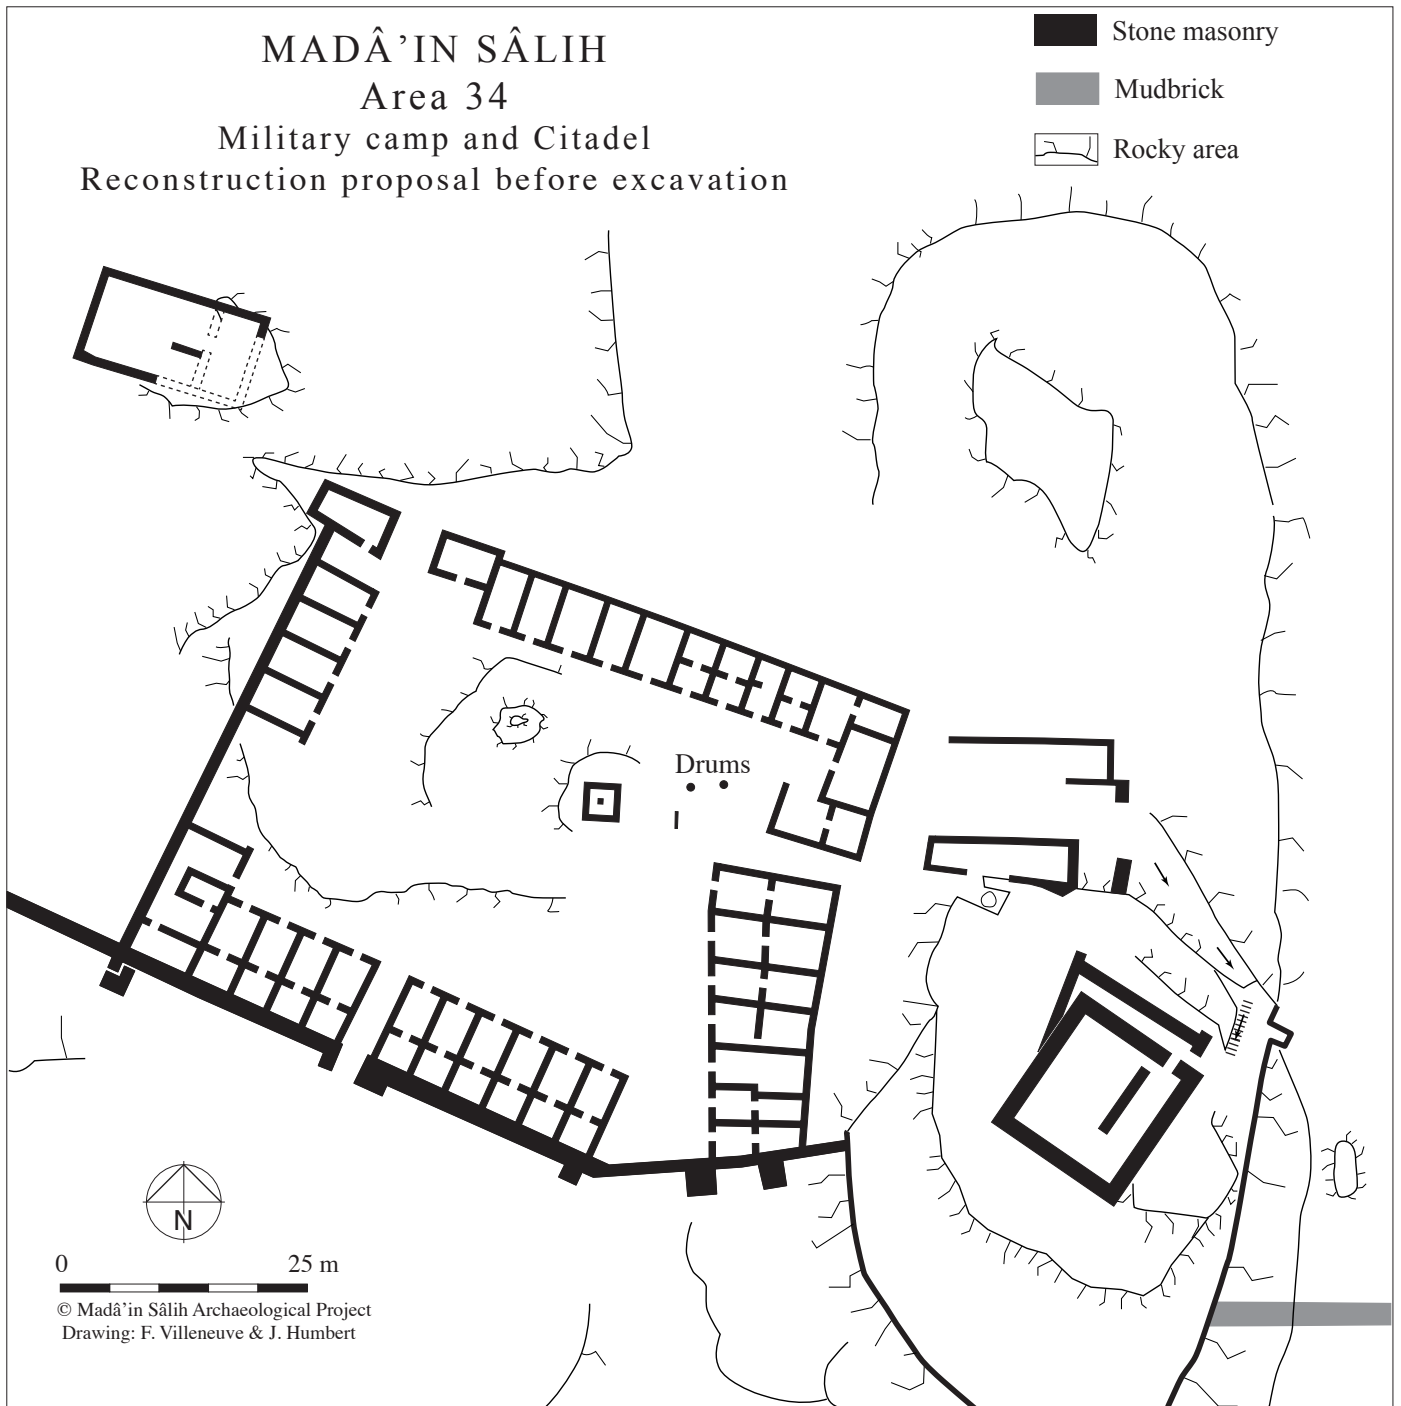 MADÂ’IN SÂLIH
Area 34
Military camp and Citadel
Reconstruction proposal before excavation
Stone masonry
Mudbrick
Rocky area
Drums
N
0 25 m
© Madâ’in Sâlih Archaeological Project
Drawing: F. Villeneuve & J. Humbert